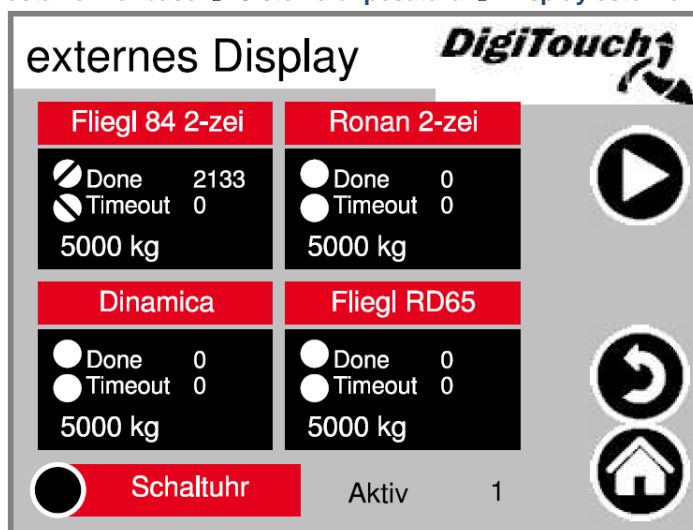 externes Display
DigiTouch
Fliegl 84 2-zei
Ronan 2-zei
Done 2133
Timeout 0
5000 kg
Done 0
Timeout 0
5000 kg
Dinamica
Fliegl RD65
Done 0
Timeout 0
5000 kg
Done 0
Timeout 0
5000 kg
Schaltuhr
Aktiv 1